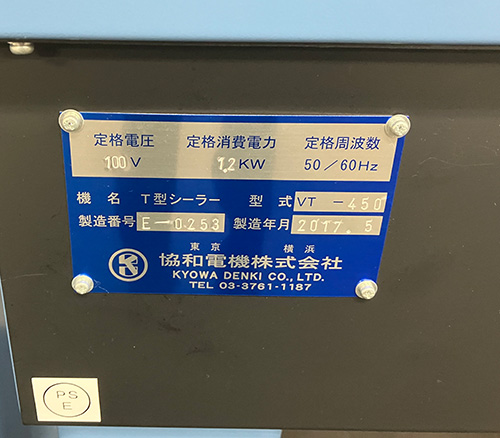 定格電圧 定格消費電力 定格周波数
100V 1.2KW 50/60Hz
機名 T型シーラー 型式 VT-450
製造番号 E-0253 製造年月 2017.5
東京 横浜
K 協和電機株式会社
KYOWA DENKI CO., LTD.
TEL 03-3761-1187
PS
E